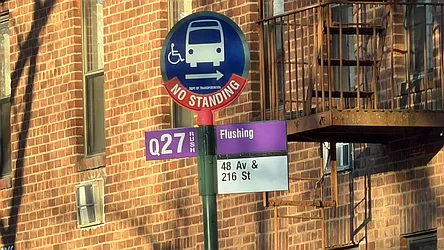 DEPT OF TRANSPORTATION
NO STANDING
Q27 RUSH
Flushing
48 Av &
216 St